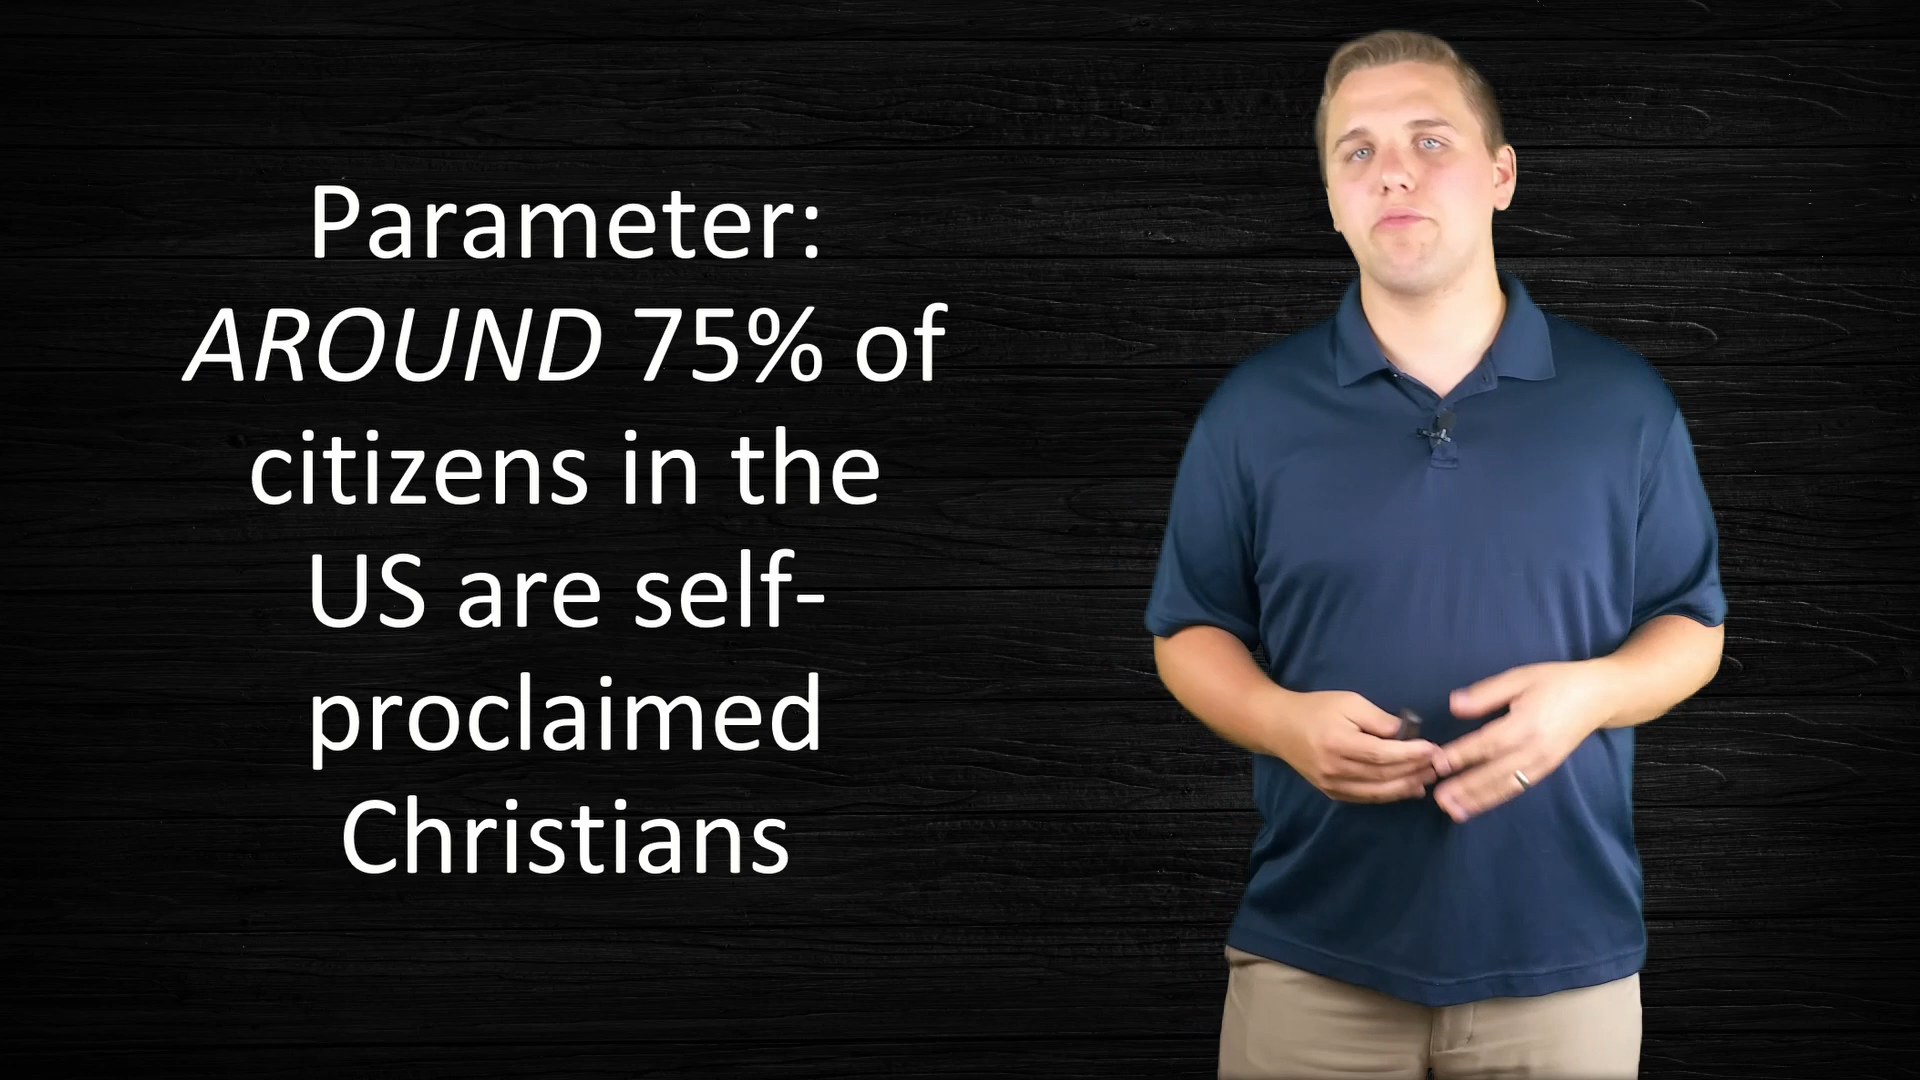 Parameter:
AROUND 75% of
citizens in the
US are self-
proclaimed
Christians